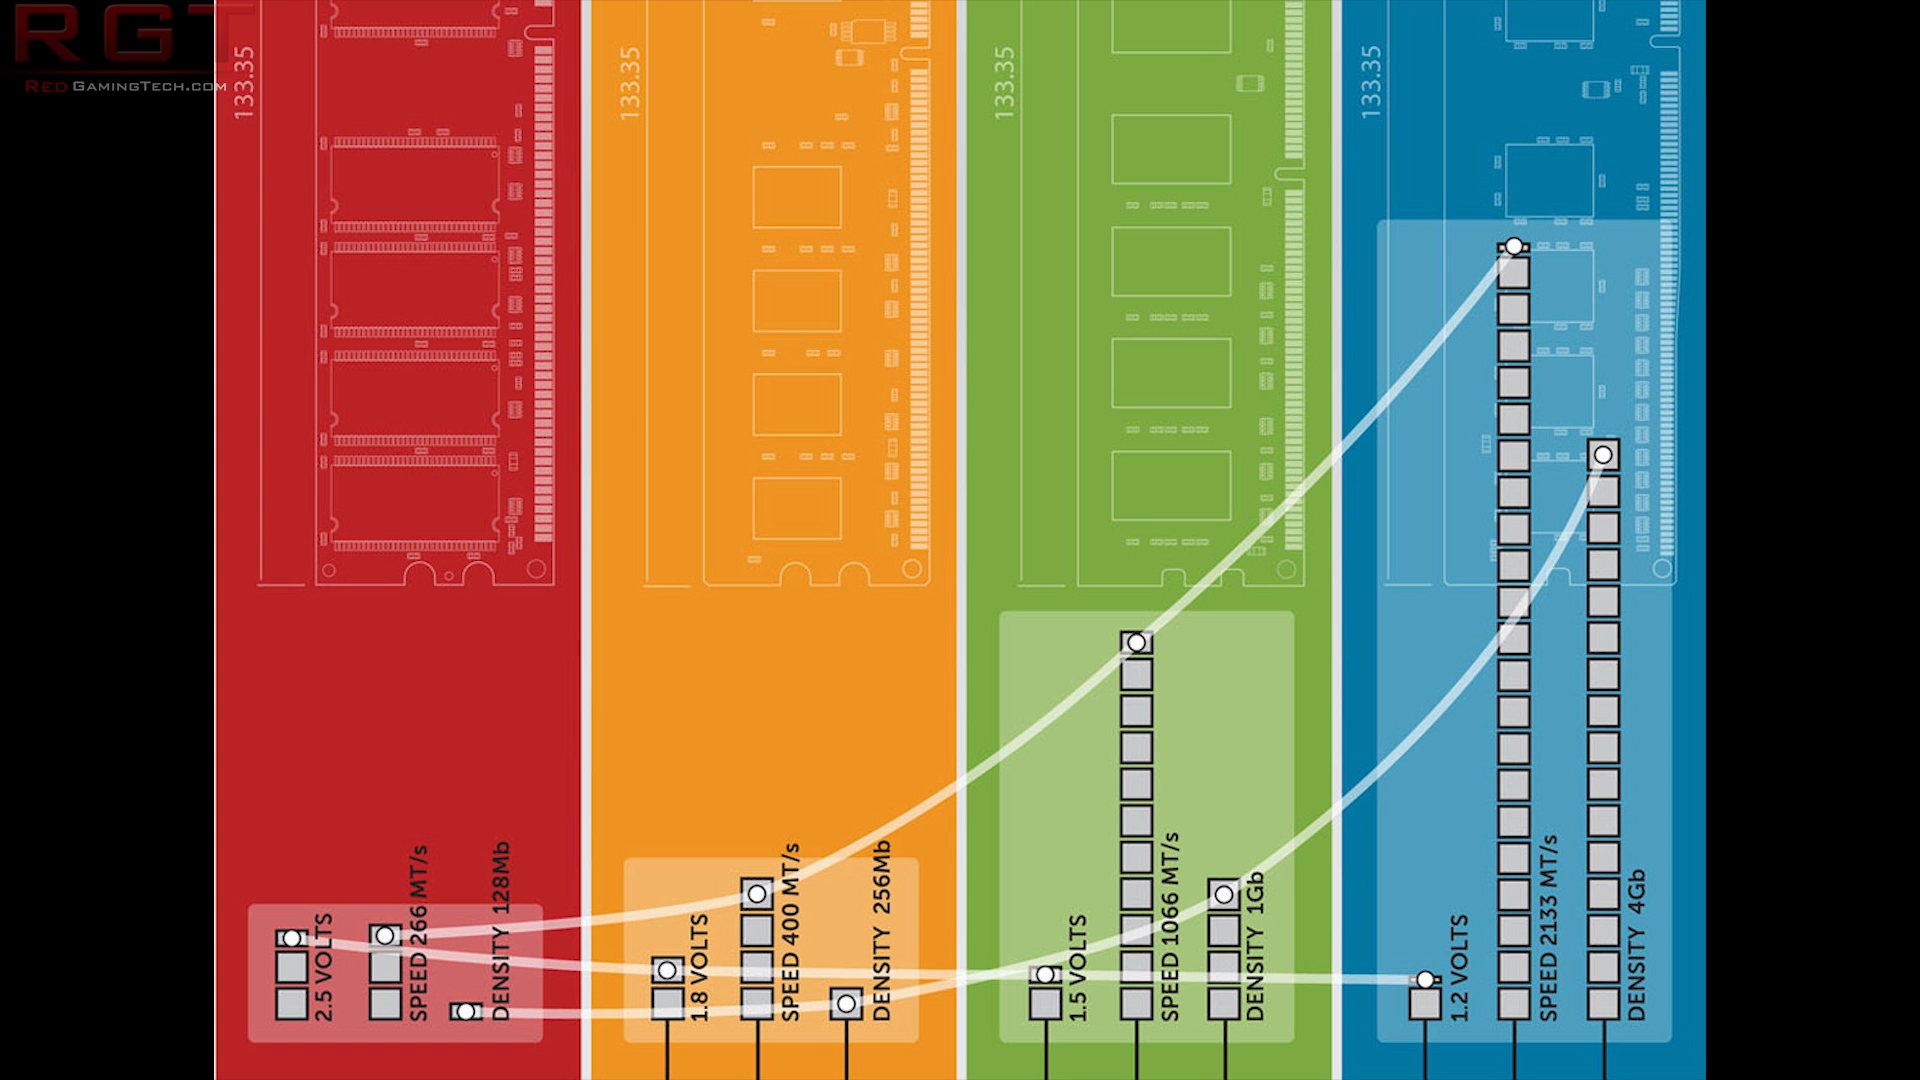 RGT
RED GAMINGTECH.COM
133.35
133.35
133.35
133.35
2.5 VOLTS
SPEED 266 MT/s
DENSITY 128Mb
1.8 VOLTS
SPEED 400 MT/s
DENSITY 256Mb
1.5 VOLTS
SPEED 1066 MT/s
DENSITY 1Gb
1.2 VOLTS
SPEED 2133 MT/s
DENSITY 4Gb